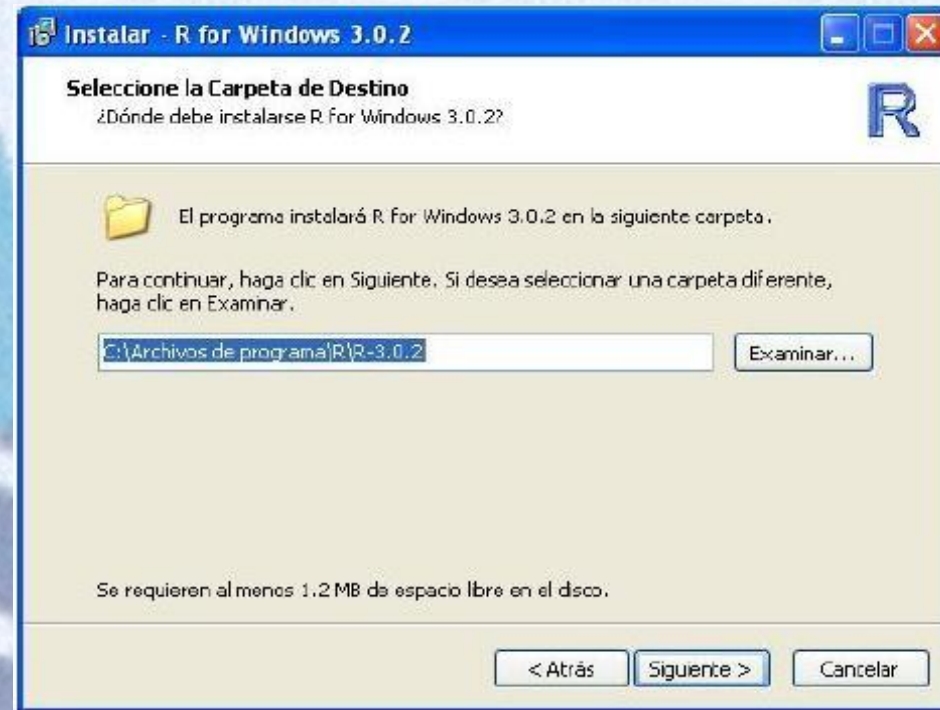 Instalar - R for Windows 3.0.2
Seleccione la Carpeta de Destino
¿Dónde debe instalarse R for Windows 3.0.2?
R
El programa instalará R for Windows 3.0.2 en la siguiente carpeta.
Para continuar, haga clic en Siguiente. Si desea seleccionar una carpeta diferente,
haga clic en Examinar.
C:\Archivos de programa\R\R-3.0.2
Examinar...
Se requieren al menos 1.2 MB de espacio libre en el disco.
< Atrás
Siguiente >
Cancelar